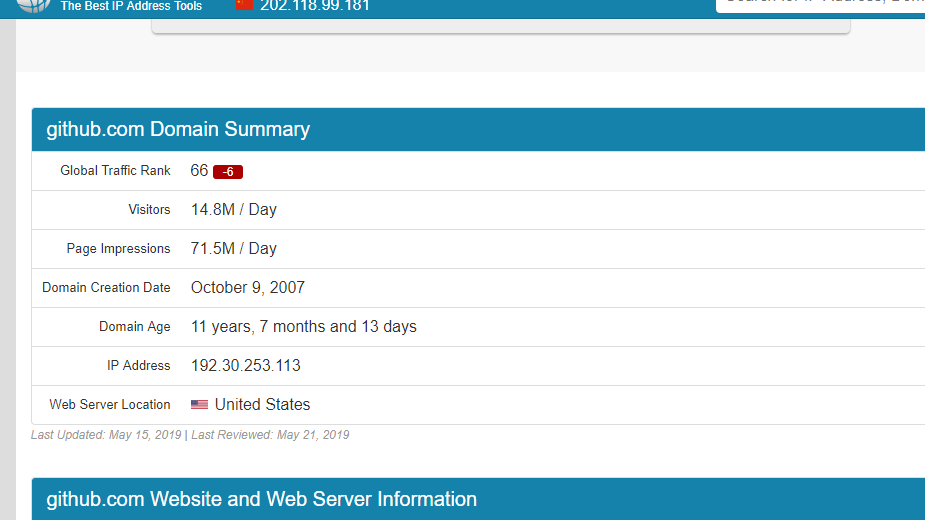 The Best IP Address Tools
202.118.99.181
github.com Domain Summary
Global Traffic Rank 66 -6
Visitors 14.8M / Day
Page Impressions 71.5M / Day
Domain Creation Date October 9, 2007
Domain Age 11 years, 7 months and 13 days
IP Address 192.30.253.113
Web Server Location United States
Last Updated: May 15, 2019 | Last Reviewed: May 21, 2019
github.com Website and Web Server Information